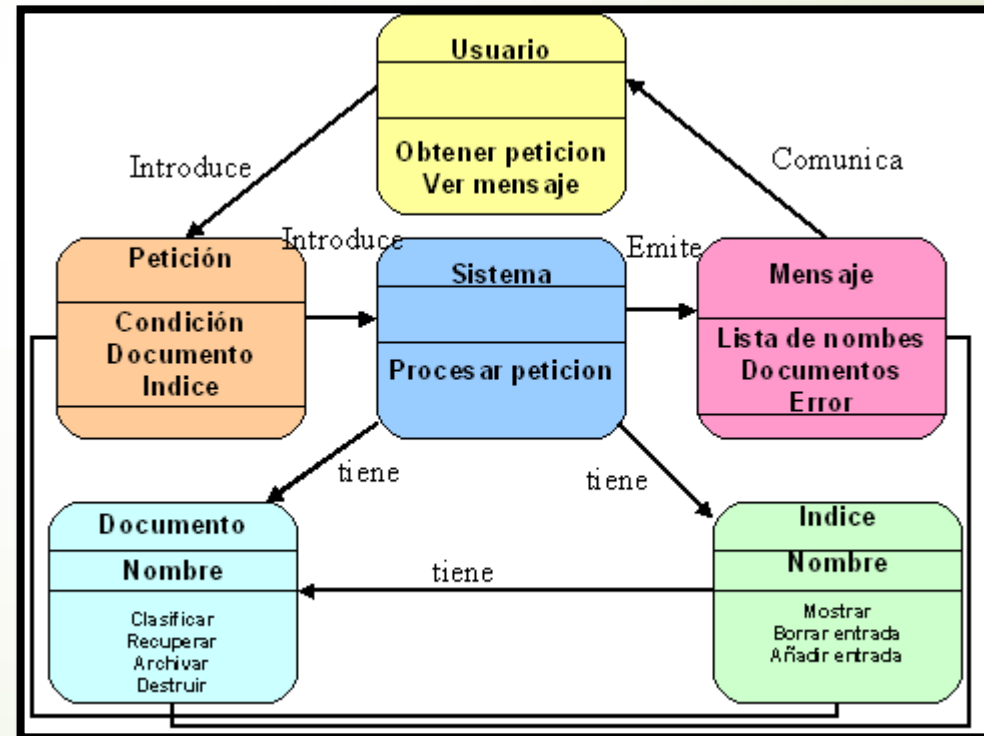 Usuario
Obtener peticion
Ver mensaje
Introduce
Comunica
Petición
Condición
Documento
Indice
Introduce
Sistema
Procesar peticion
Emite
Mensaje
Lista de nombes
Documentos
Error
tiene
tiene
Documento
Nombre
Clasificar
Recuperar
Archivar
Destruir
tiene
Indice
Nombre
Mostrar
Borrar entrada
Añadir entrada